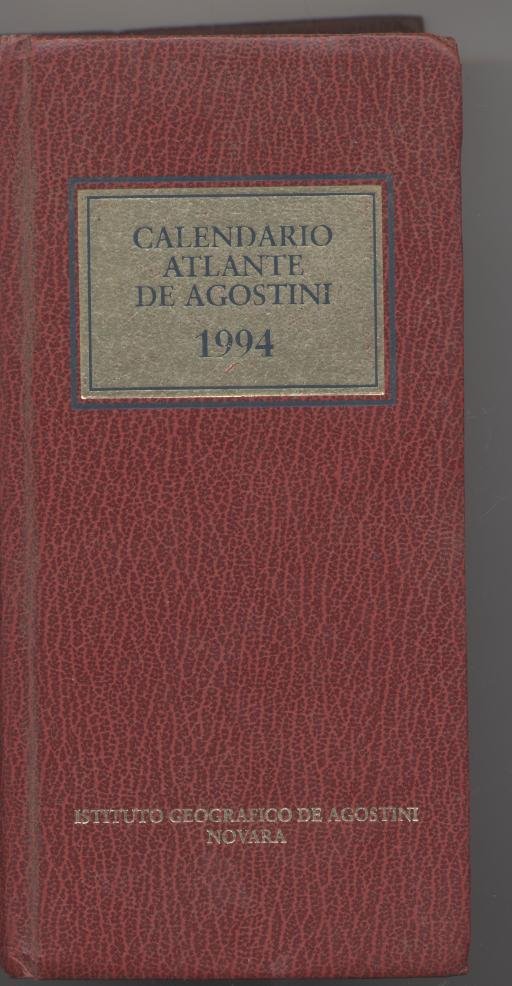 CALENDARIO
ATLANTE
DE AGOSTINI
1994
ISTITUTO GEOGRAFICO DE AGOSTINI
NOVARA